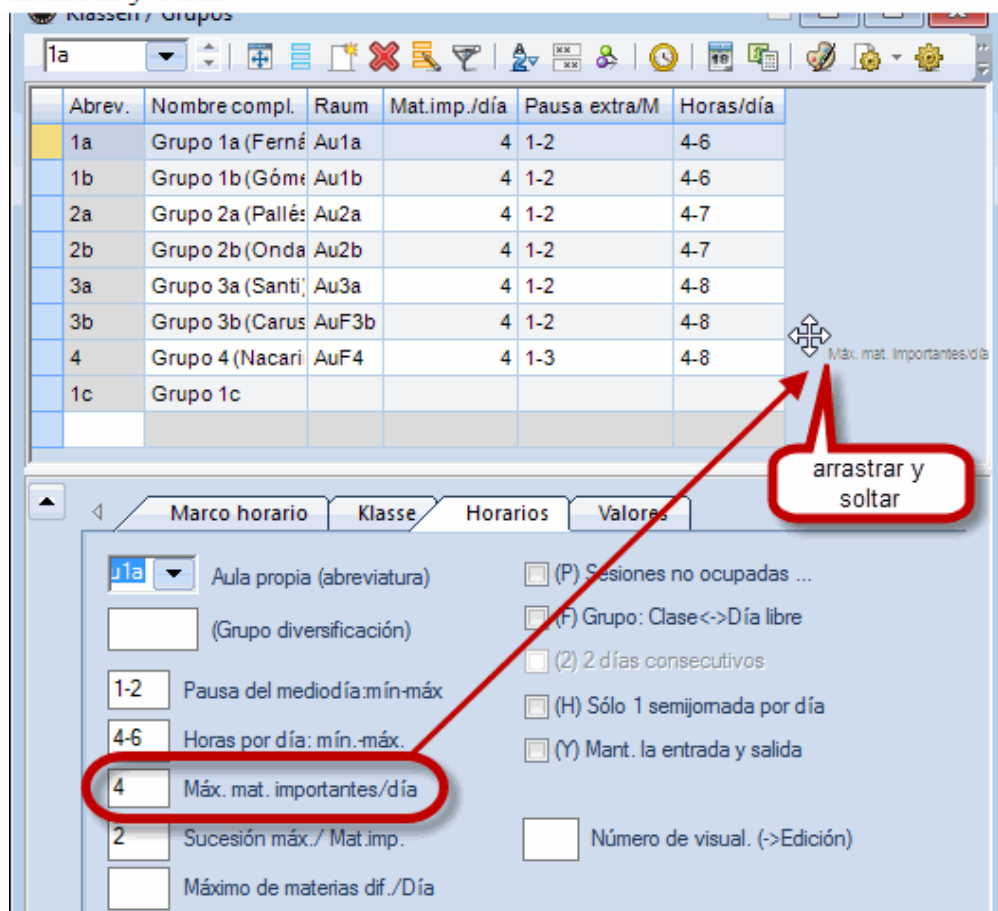 Klassen / Grupos
1a
Abrev. Nombre compl. Raum Mat.imp./día Pausa extra/M Horas/día
1a Grupo 1a (Ferná Au1a 4 1-2 4-6
1b Grupo 1b (Góme Au1b 4 1-2 4-6
2a Grupo 2a (Pallés Au2a 4 1-2 4-7
2b Grupo 2b (Onda Au2b 4 1-2 4-7
3a Grupo 3a (Santi) Au3a 4 1-2 4-8
3b Grupo 3b (Carus AuF3b 4 1-2 4-8
4 Grupo 4 (Nacari AuF4 4 1-3 4-8
1c Grupo 1c
Máx. mat. Importantes/día
arrastrar y
soltar
Marco horario Klasse Horarios Valores
u1a Aula propia (abreviatura)
(Grupo diversificación)
1-2 Pausa del mediodía:mín-máx
4-6 Horas por día: mín.-máx.
4 Máx. mat. importantes/día
2 Sucesión máx./ Mat.imp.
Máximo de materias dif./Día
(P) Sesiones no ocupadas ...
(F) Grupo: Clase<->Día libre
(2) 2 días consecutivos
(H) Sólo 1 semijornada por día
(Y) Mant. la entrada y salida
Número de visual. (->Edición)